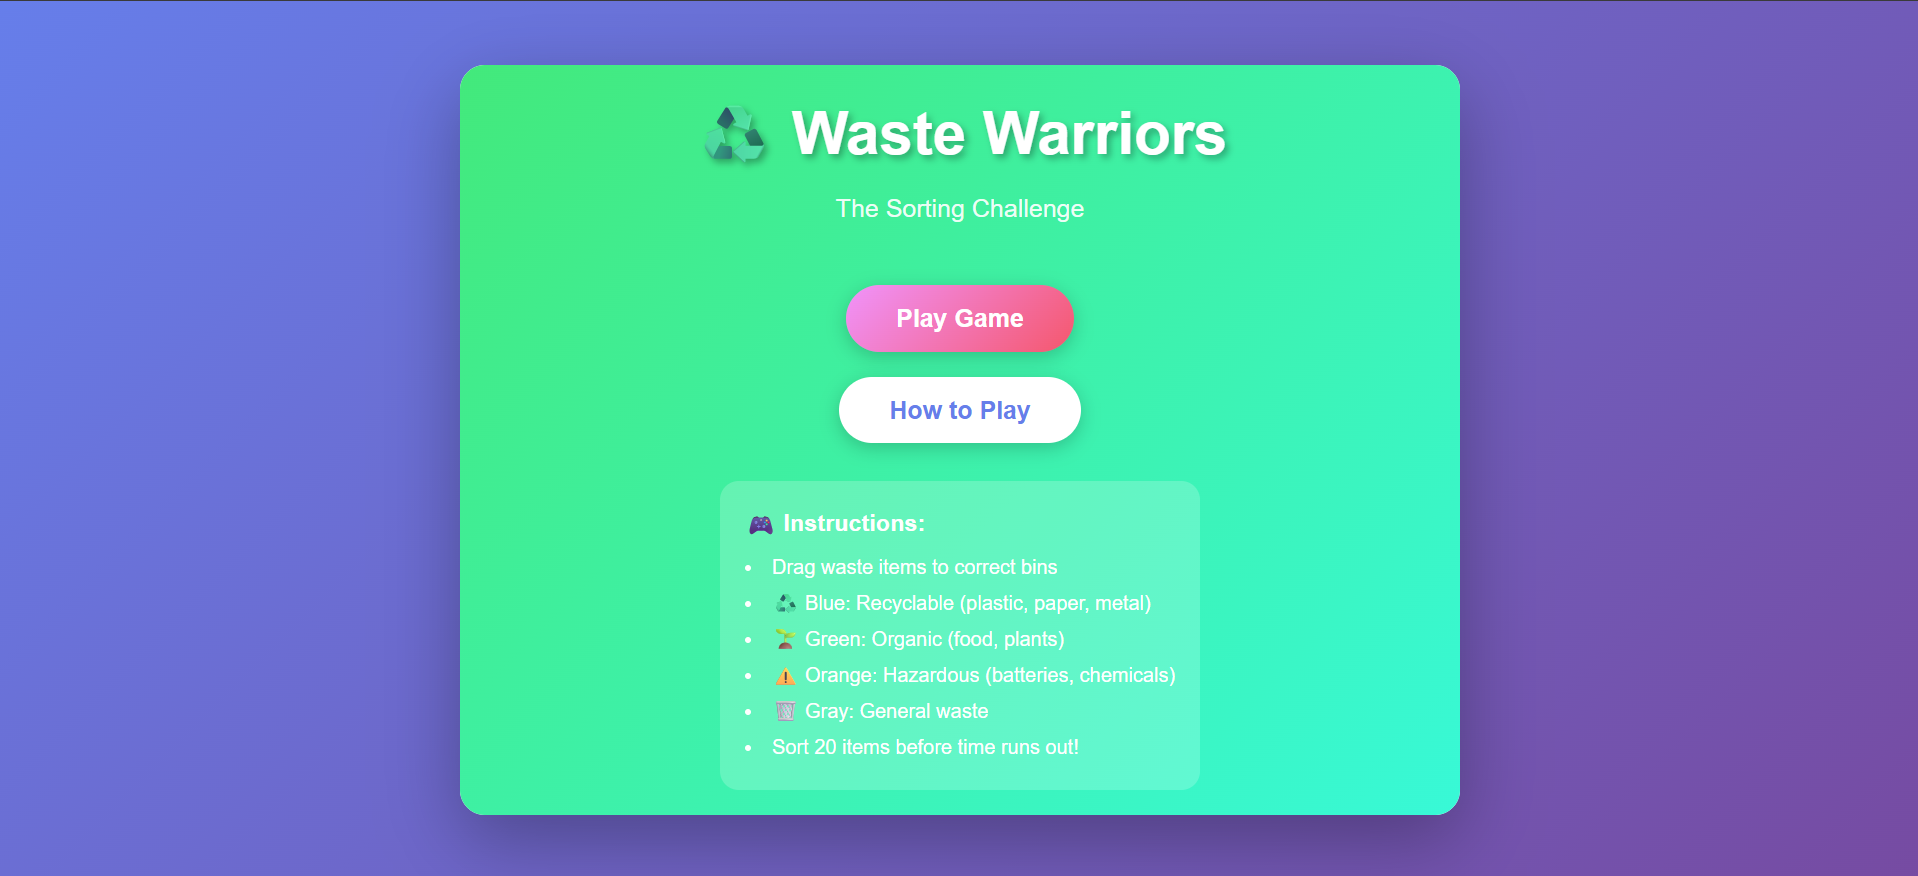 Waste Warriors
The Sorting Challenge
Play Game
How to Play
Instructions:
• Drag waste items to correct bins
• Blue: Recyclable (plastic, paper, metal)
• Green: Organic (food, plants)
• Orange: Hazardous (batteries, chemicals)
• Gray: General waste
• Sort 20 items before time runs out!